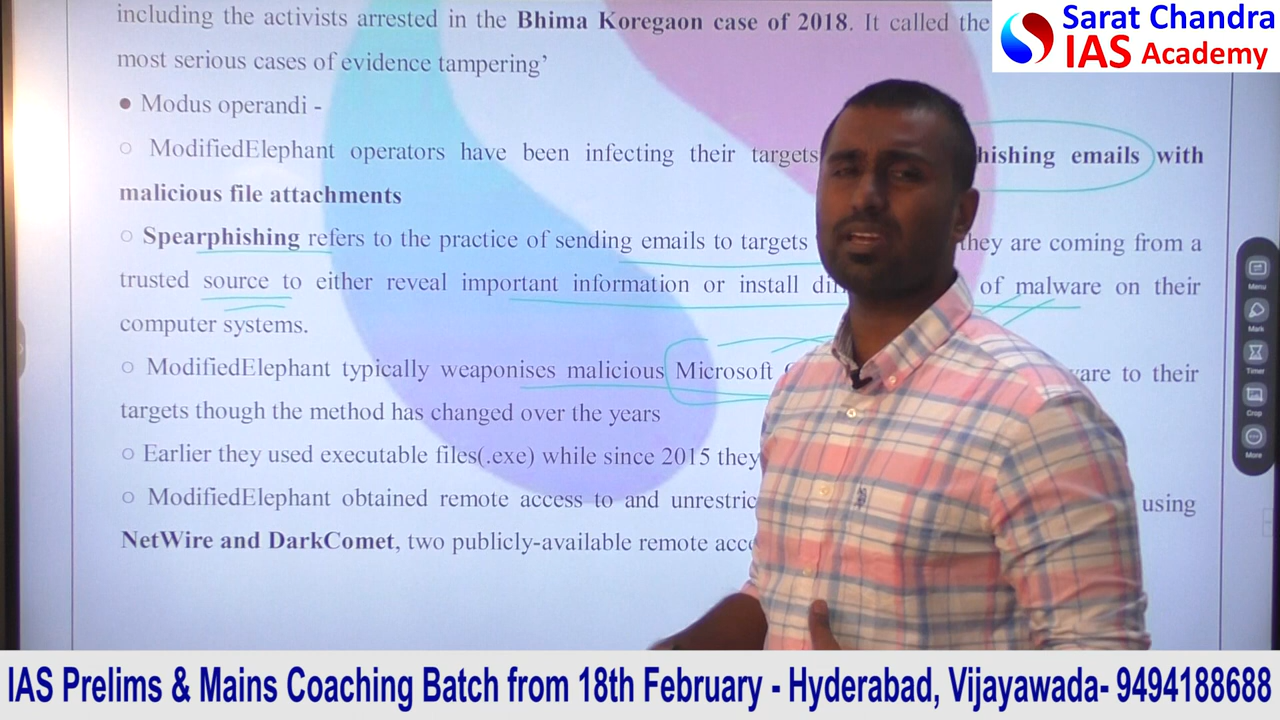 including the activists arrested in the Bhima Koregaon case of 2018. It called the
most serious cases of evidence tampering’
● Modus operandi -
○ ModifiedElephant operators have been infecting their targets hishing emails with
malicious file attachments
○ Spearphishing refers to the practice of sending emails to targets they are coming from a
trusted source to either reveal important information or install of malware on their
computer systems.
○ ModifiedElephant typically weaponises malicious Microsoft to their
targets though the method has changed over the years
○ Earlier they used executable files(.exe) while since 2015 they
○ ModifiedElephant obtained remote access to and using
NetWire and DarkComet, two publicly-available remote
Sarat Chandra
IAS Academy
Menu
Mark
Timer
Crop
More
IAS Prelims & Mains Coaching Batch from 18th February - Hyderabad, Vijayawada- 9494188688